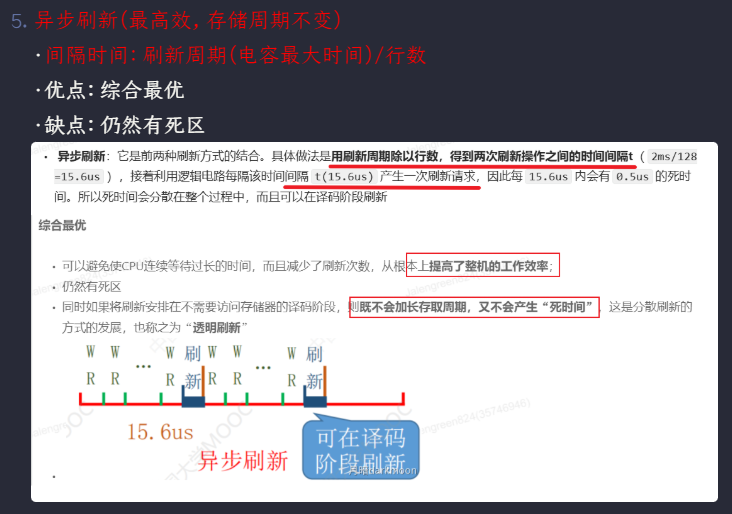 5. 异步刷新(最高效, 存储周期不变)
·间隔时间: 刷新周期(电容最大时间)/行数
·优点: 综合最优
·缺点: 仍然有死区
• 异步刷新：它是前两种刷新方式的结合。具体做法是用刷新周期除以行数，得到两次刷新操作之间的时间间隔t（ 2ms/128
=15.6us ），接着利用逻辑电路每隔该时间间隔 t(15.6us) 产生一次刷新请求，因此每 15.6us 内会有 0.5us 的死时
间。所以死时间会分散在整个过程中，而且可以在译码阶段刷新
综合最优
• 可以避免使CPU连续等待过长的时间，而且减少了刷新次数，从根本上提高了整机的工作效率；
• 仍然有死区
• 同时如果将刷新安排在不需要访问存储器的译码阶段，则既不会加长存取周期，又不会产生“死时间”，这是分散刷新的
方式的发展，也称之为“透明刷新”
W W 刷 W W 刷
R R ··· 新 R R ··· R 新
15.6us
异步刷新
可在译码
阶段刷新